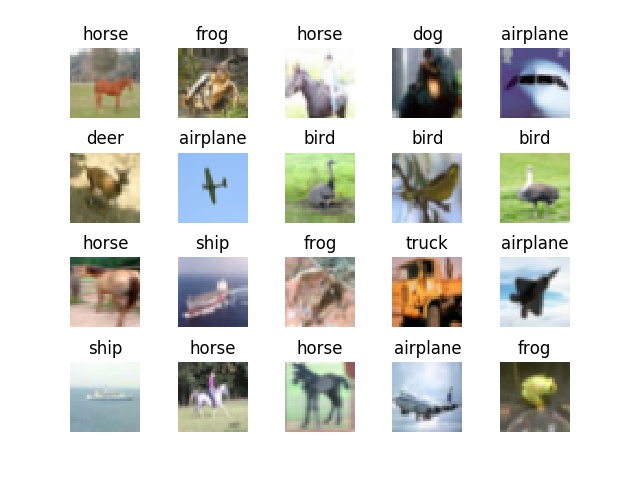 horse frog horse dog airplane
deer airplane bird bird bird
horse ship frog truck airplane
ship horse horse airplane frog